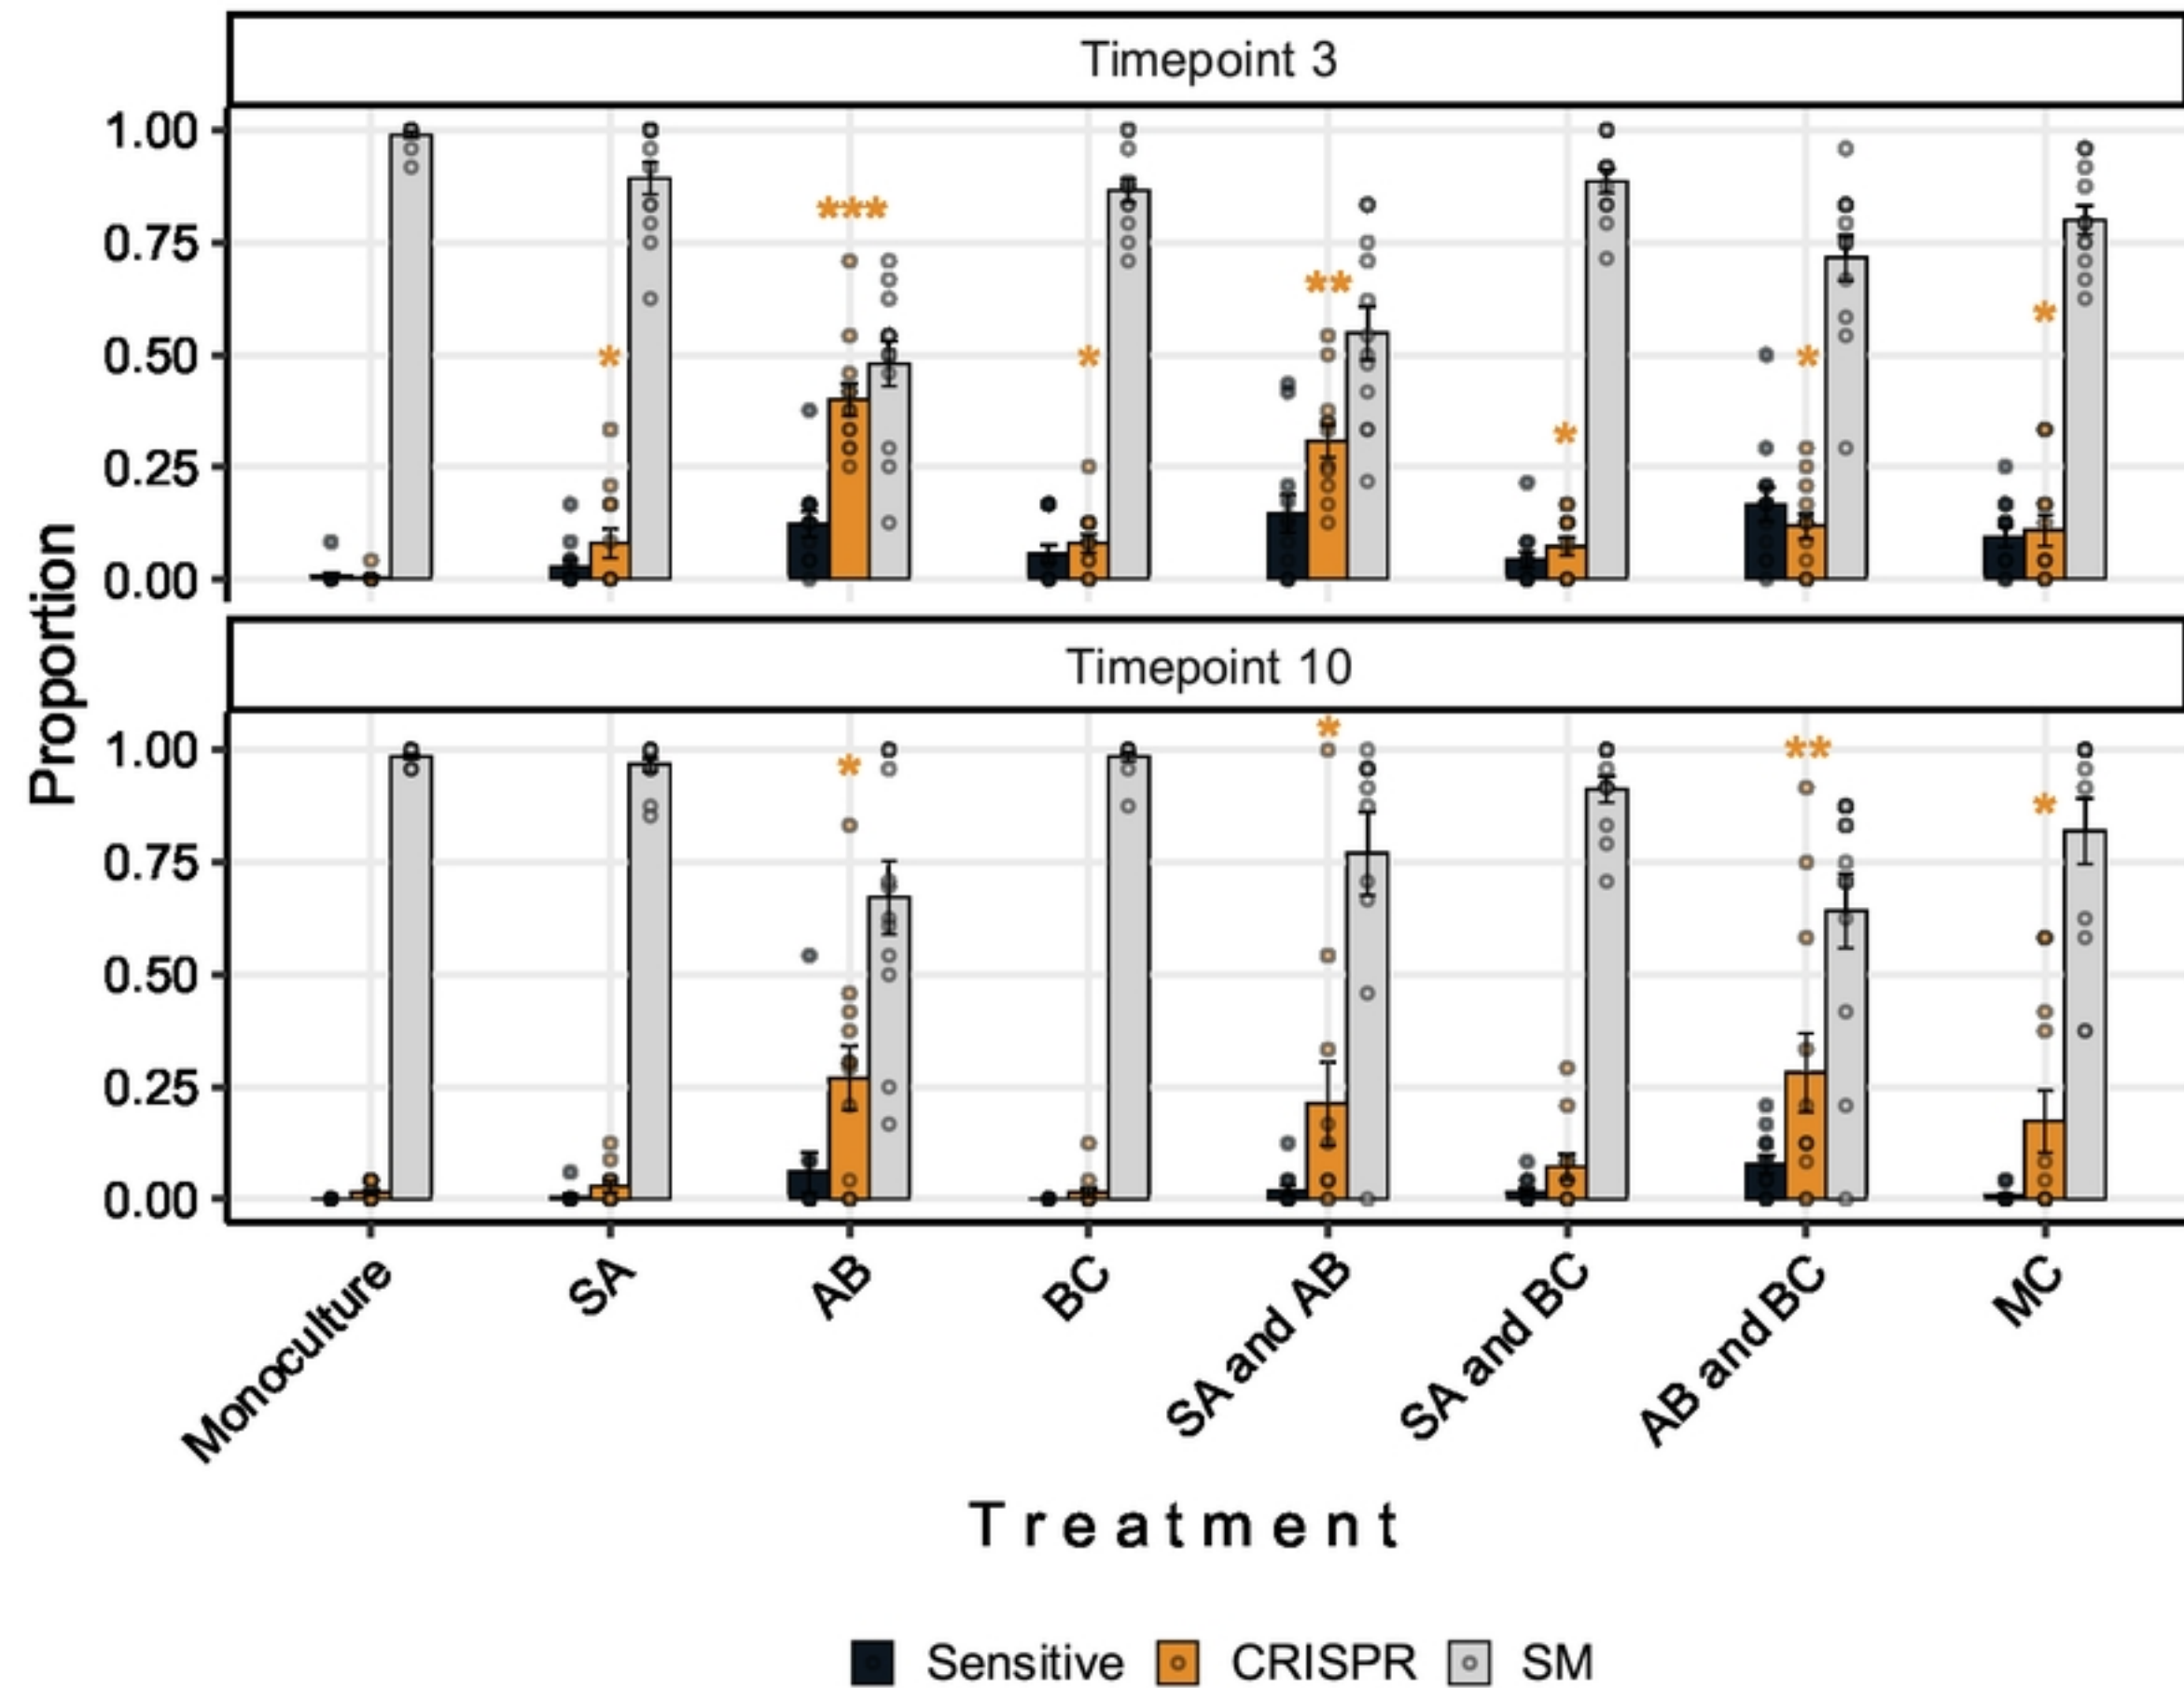 Timepoint 3
1.00
0.75
0.50
0.25
0.00
***
**
*
*
*
*
*
Proportion
Timepoint 10
1.00
0.75
0.50
0.25
0.00
*
*
**
*
Monoculture
SA
AB
BC
SA and AB
SA and BC
AB and BC
MC
Treatment
Sensitive CRISPR SM